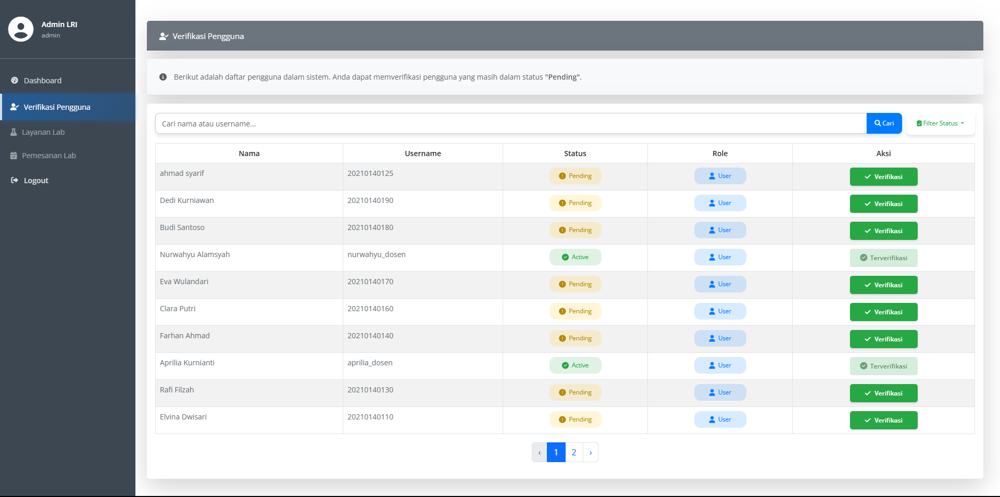 Admin LRI
admin
Dashboard
Verifikasi Pengguna
Layanan Lab
Pemesanan Lab
Logout
Verifikasi Pengguna
Berikut adalah daftar pengguna dalam sistem. Anda dapat memverifikasi pengguna yang masih dalam status "Pending".
Cari nama atau username... Cari Filter Status
Nama Username Status Role Aksi
ahmad syarif 20210140125 Pending User Verifikasi
Dedi Kurniawan 20210140190 Pending User Verifikasi
Budi Santoso 20210140180 Pending User Verifikasi
Nurwahyu Alamsyah nurwahyu_dosen Active User Terverifikasi
Eva Wulandari 20210140170 Pending User Verifikasi
Clara Putri 20210140160 Pending User Verifikasi
Farhan Ahmad 20210140140 Pending User Verifikasi
Aprilia Kurnianti aprilia_dosen Active User Terverifikasi
Rafi Filzah 20210140130 Pending User Verifikasi
Elvina Dwisari 20210140110 Pending User Verifikasi
‹ 1 2 ›